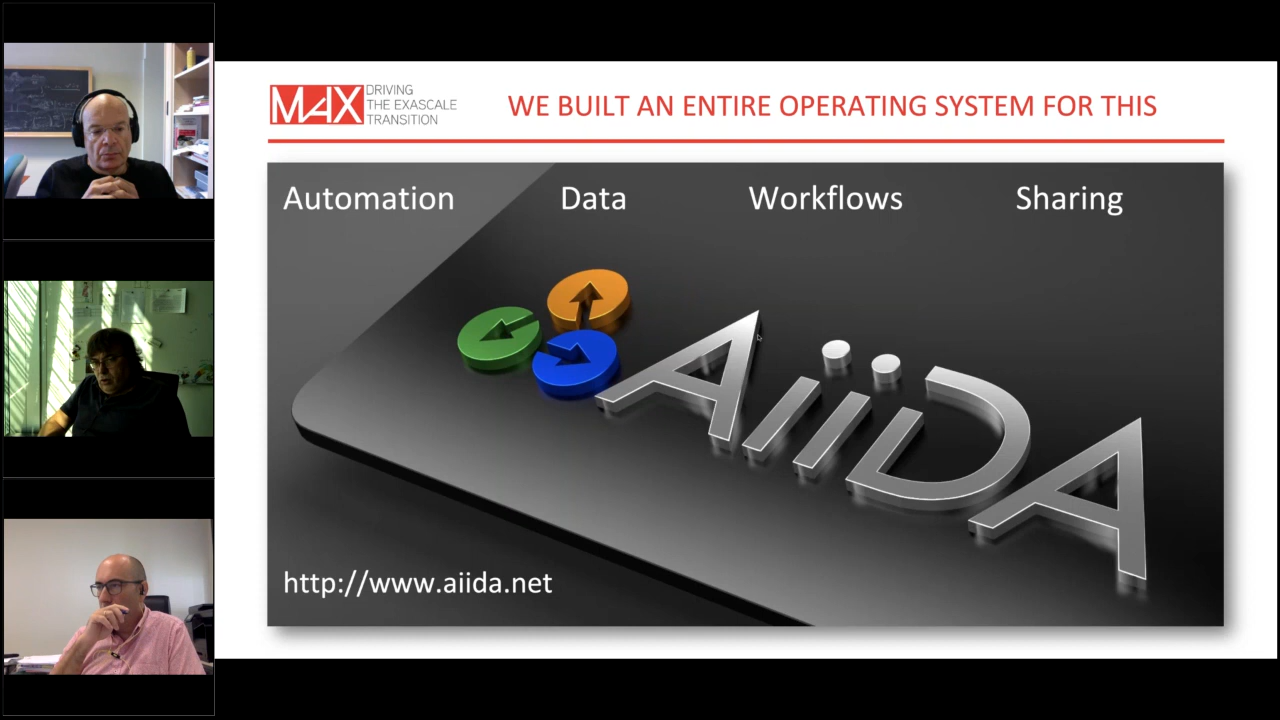 MAX
DRIVING
THE EXASCALE
TRANSITION
WE BUILT AN ENTIRE OPERATING SYSTEM FOR THIS
Automation Data Workflows Sharing
AiiDA
http://www.aiida.net